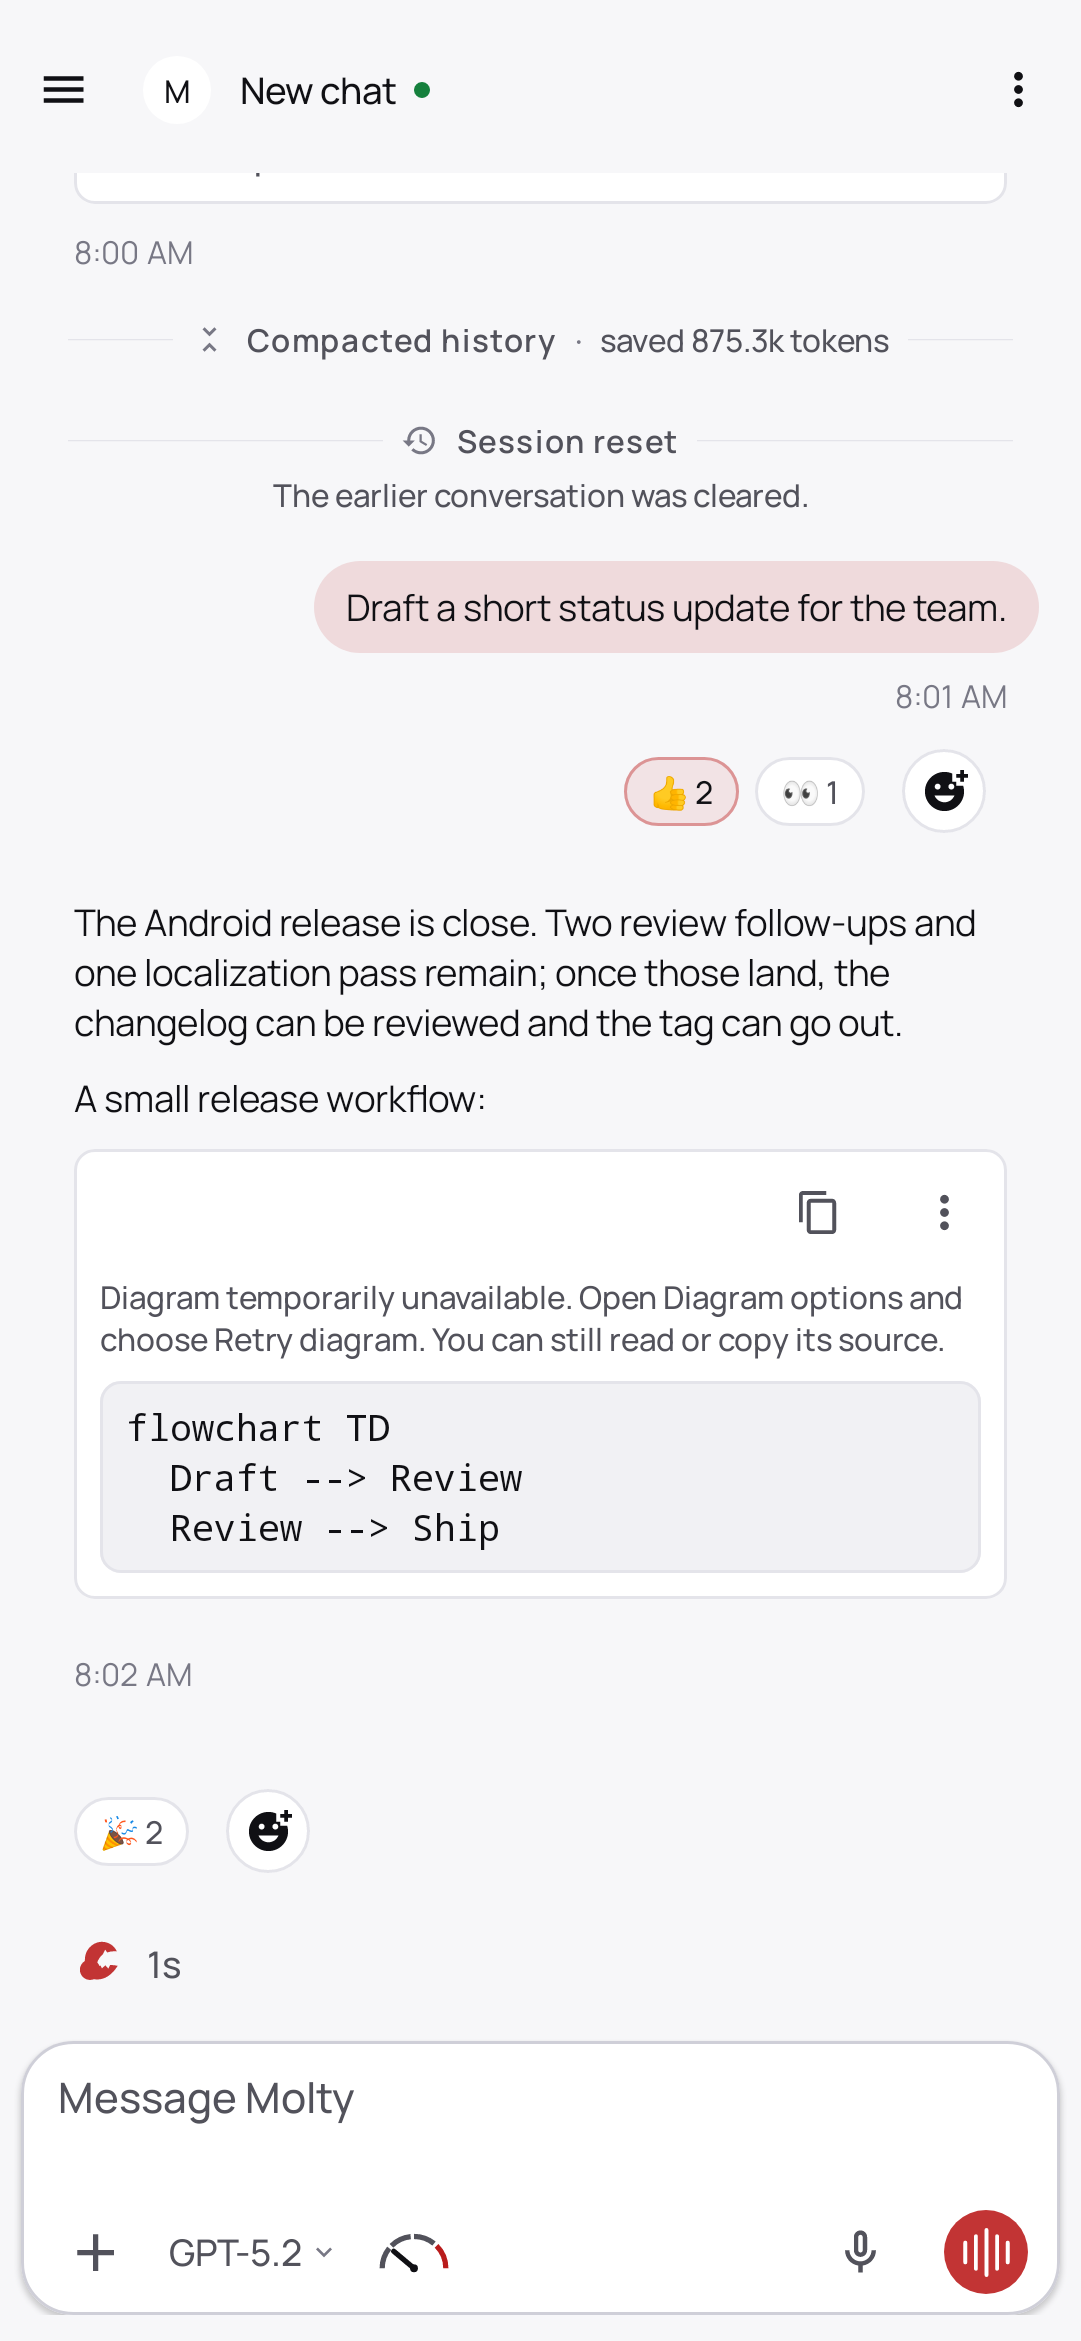 M New chat
8:00 AM
Compacted history · saved 875.3k tokens
Session reset
The earlier conversation was cleared.
Draft a short status update for the team.
8:01 AM
👍 2 👀 1
The Android release is close. Two review follow-ups and
one localization pass remain; once those land, the
changelog can be reviewed and the tag can go out.
A small release workflow:
Diagram temporarily unavailable. Open Diagram options and
choose Retry diagram. You can still read or copy its source.
flowchart TD
  Draft --> Review
  Review --> Ship
8:02 AM
🎉 2
1s
Message Molty
GPT-5.2